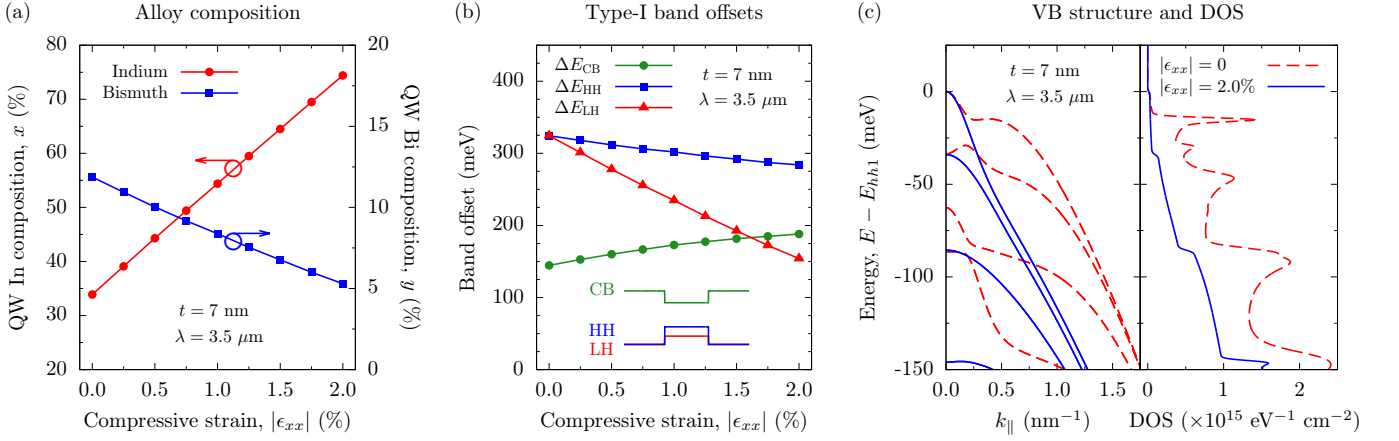 (a) Alloy composition
QW In composition, x (%)
80
70
60
50
40
30
20
Indium
Bismuth
t = 7 nm
λ = 3.5 μm
20
15
10
5
0
QW Bi composition, y (%)
0.0 0.5 1.0 1.5 2.0
Compressive strain, |ϵxx| (%)
(b) Type-I band offsets
Band offset (meV)
400
300
200
100
0
ΔECB
ΔEHH
ΔELH
t = 7 nm
λ = 3.5 μm
CB
HH
LH
0.0 0.5 1.0 1.5 2.0
Compressive strain, |ϵxx| (%)
(c) VB structure and DOS
Energy, E − Ehh1 (meV)
0
-50
-100
-150
t = 7 nm
λ = 3.5 μm
|ϵxx| = 0
|ϵxx| = 2.0%
0.0 0.5 1.0 1.5
k∥ (nm−1)
0 1 2
DOS (×1015 eV−1 cm−2)